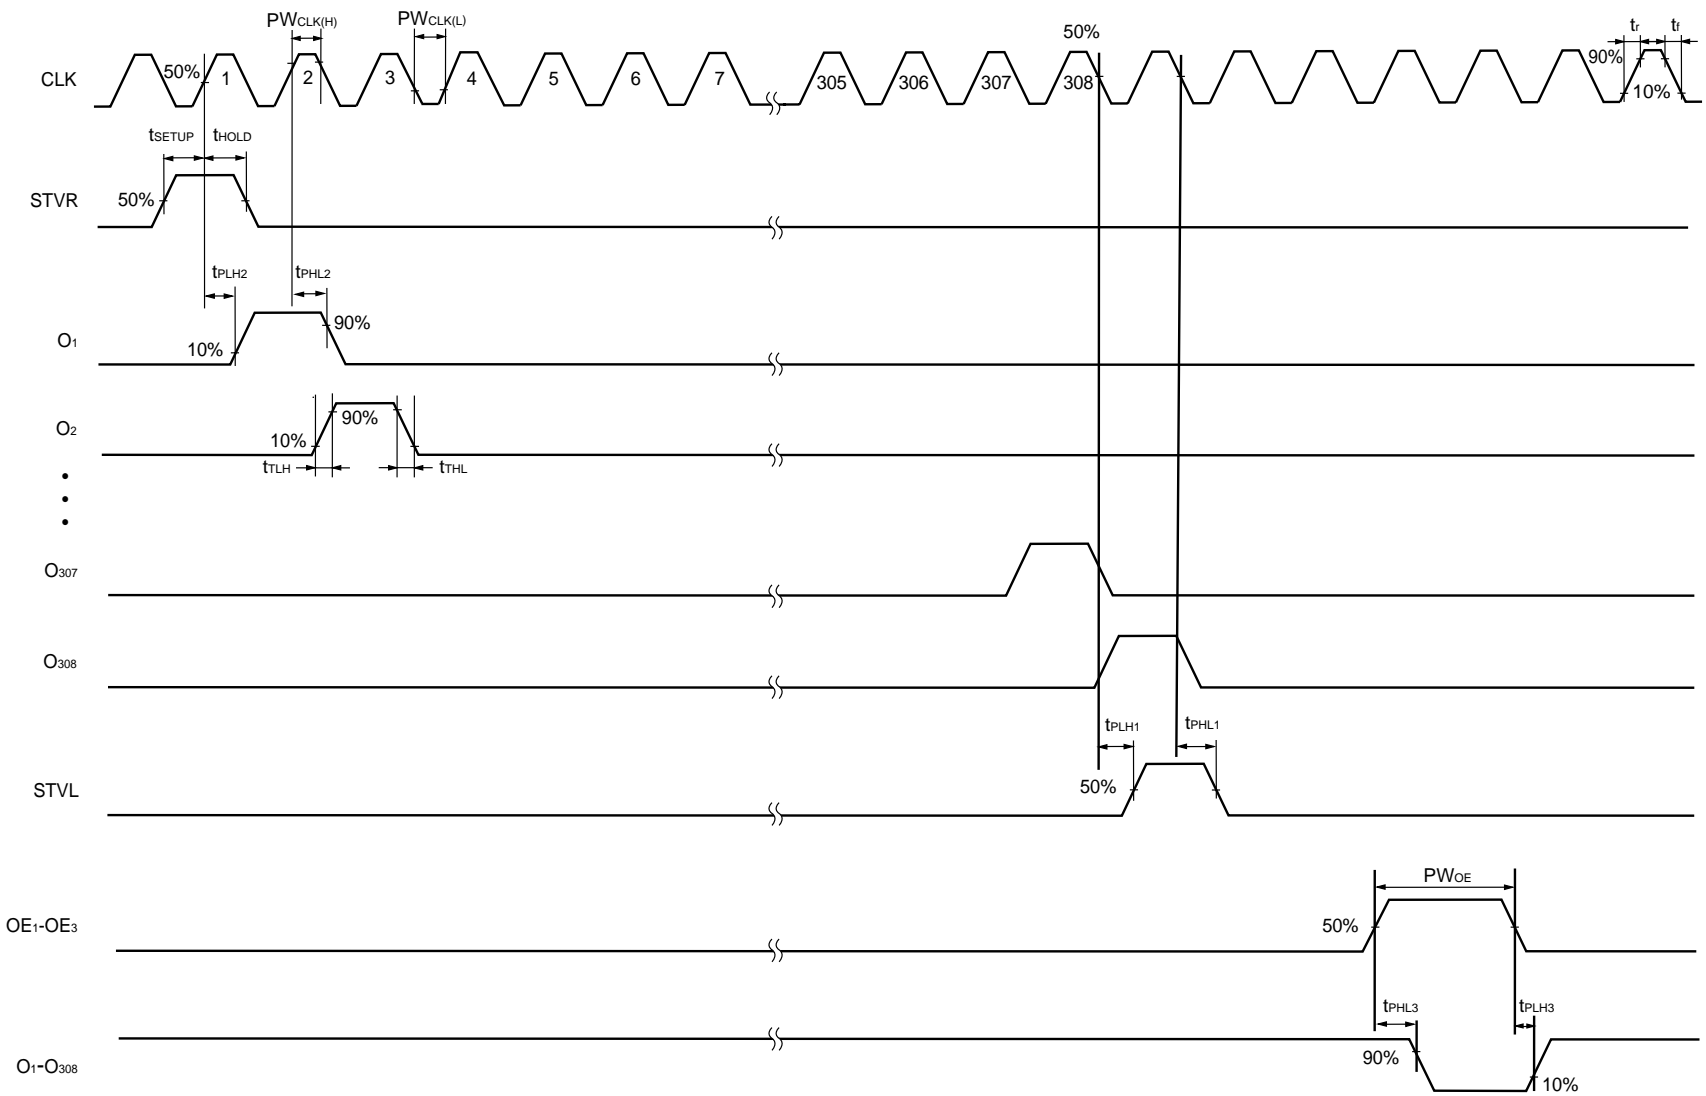 PWCLK(H) PWCLK(L) 50% tr tf
CLK 50% 1 2 3 4 5 6 7 305 306 307 308 90% 10%
tSETUP tHOLD
STVR 50%
tPLH2 tPHL2
O1 10% 90%
O2 10% 90%
tTLH tTHL
O307
O308
tPLH1 tPHL1
STVL 50%
PWOE
OE1-OE3 50%
tPHL3 tPLH3
O1-O308 90% 10%